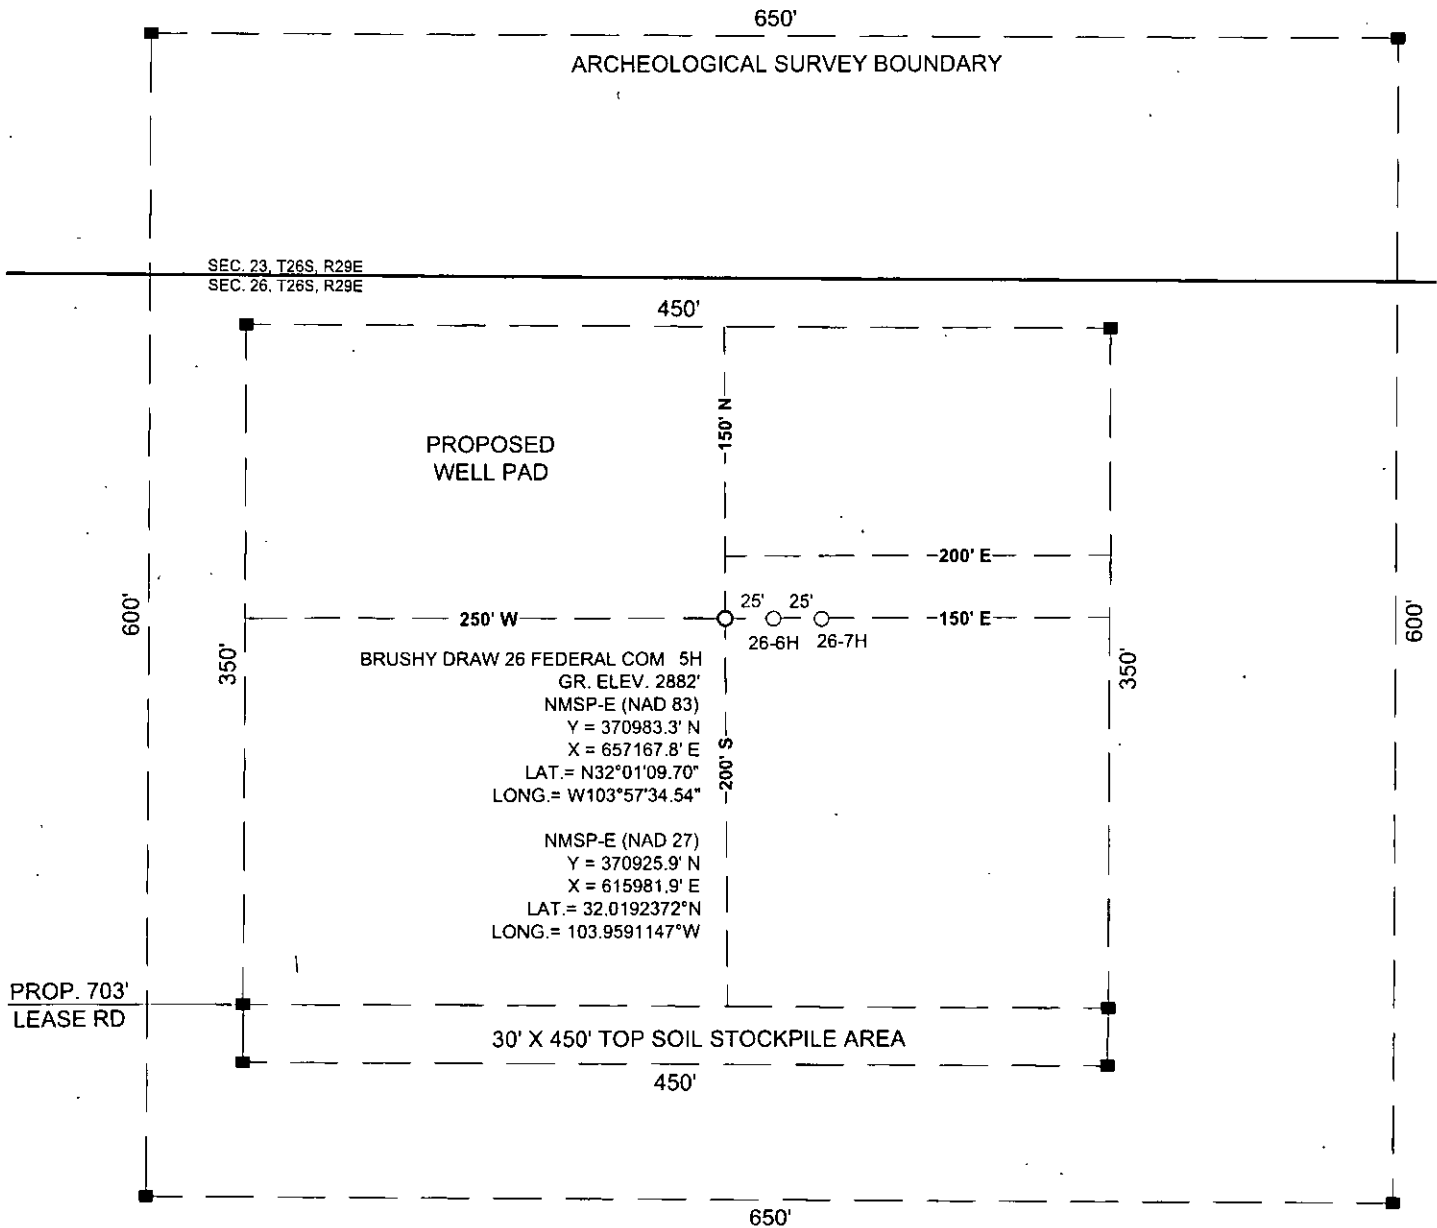 650'
ARCHEOLOGICAL SURVEY BOUNDARY
SEC. 23, T26S, R29E
SEC. 26, T26S, R29E
450'
150' N
PROPOSED
WELL PAD
200' E
600'
350'
250' W
25'
25'
150' E
26-6H
26-7H
350'
600'
BRUSHY DRAW 26 FEDERAL COM 5H
GR. ELEV. 2882'
NMSP-E (NAD 83)
Y = 370983.3' N
X = 657167.8' E
LAT.= N32°01'09.70"
LONG.= W103°57'34.54"
200' S
NMSP-E (NAD 27)
Y = 370925.9' N
X = 615981.9' E
LAT.= 32.0192372°N
LONG.= 103.9591147°W
PROP. 703'
LEASE RD
30' X 450' TOP SOIL STOCKPILE AREA
450'
650'